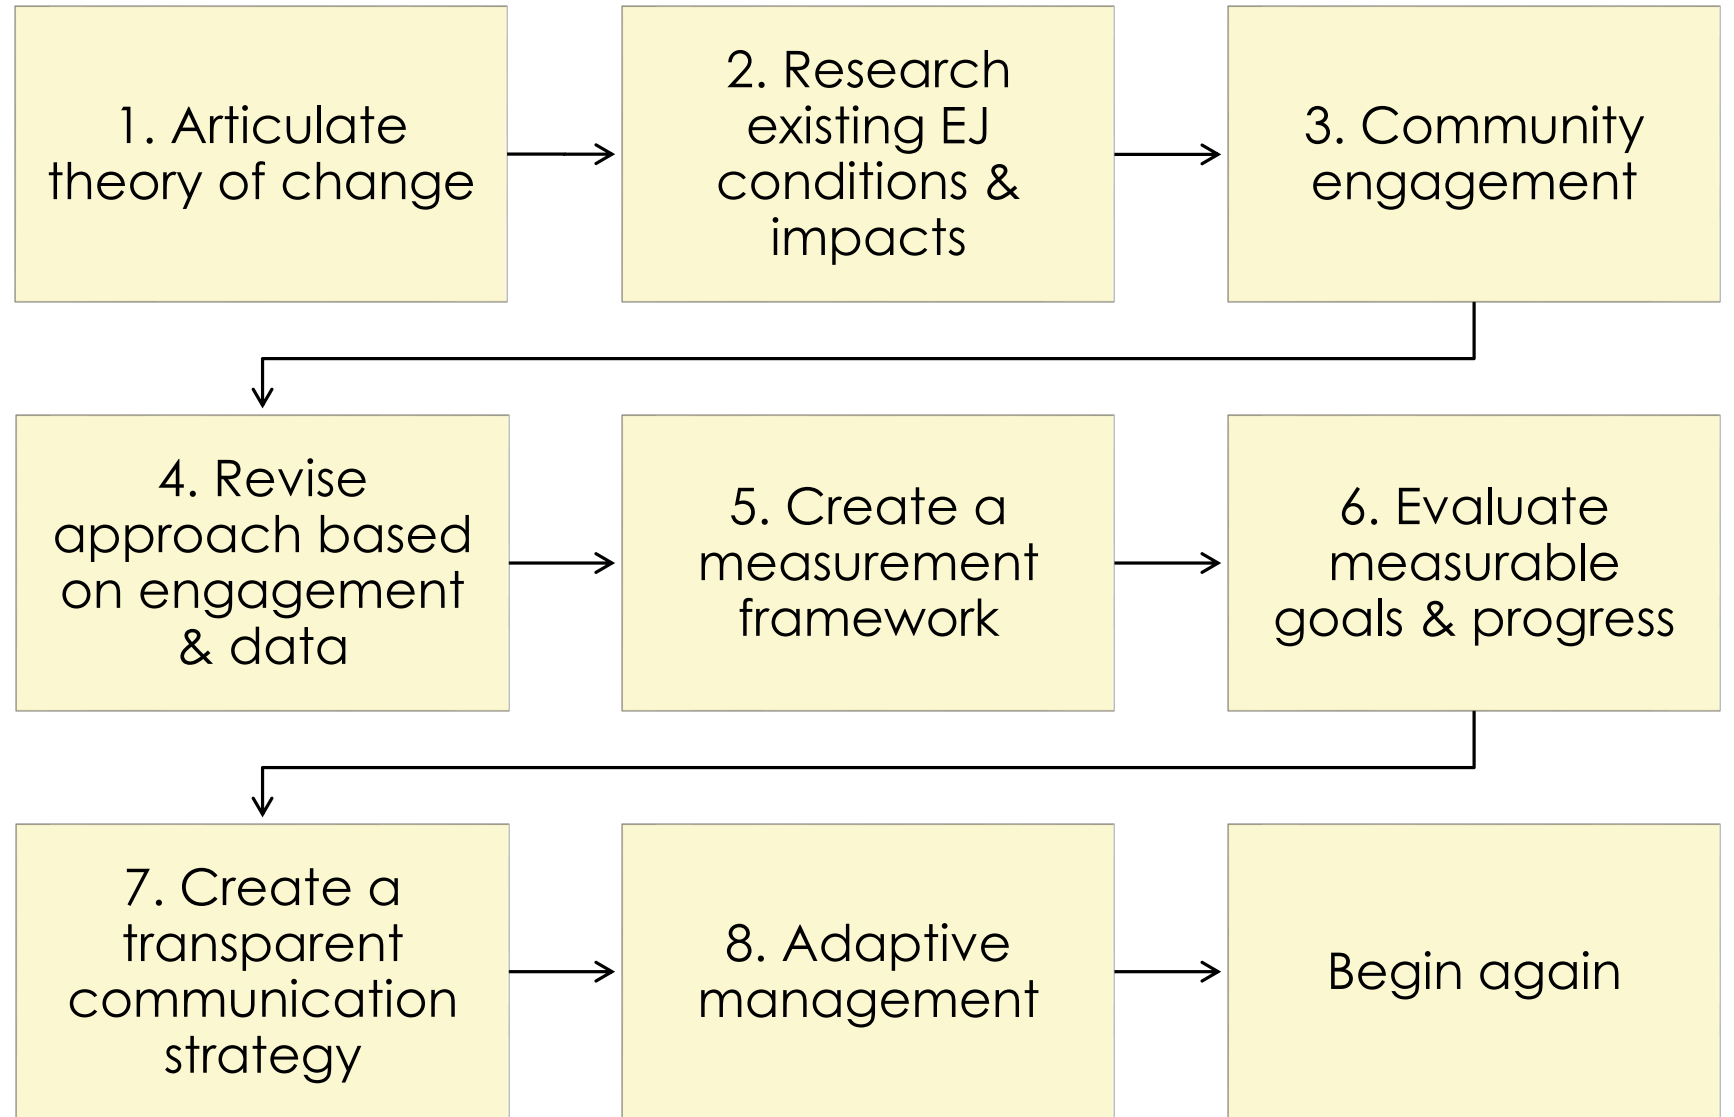 1. Articulate
theory of change
2. Research
existing EJ
conditions &
impacts
3. Community
engagement
4. Revise
approach based
on engagement
& data
5. Create a
measurement
framework
6. Evaluate
measurable
goals & progress
7. Create a
transparent
communication
strategy
8. Adaptive
management
Begin again